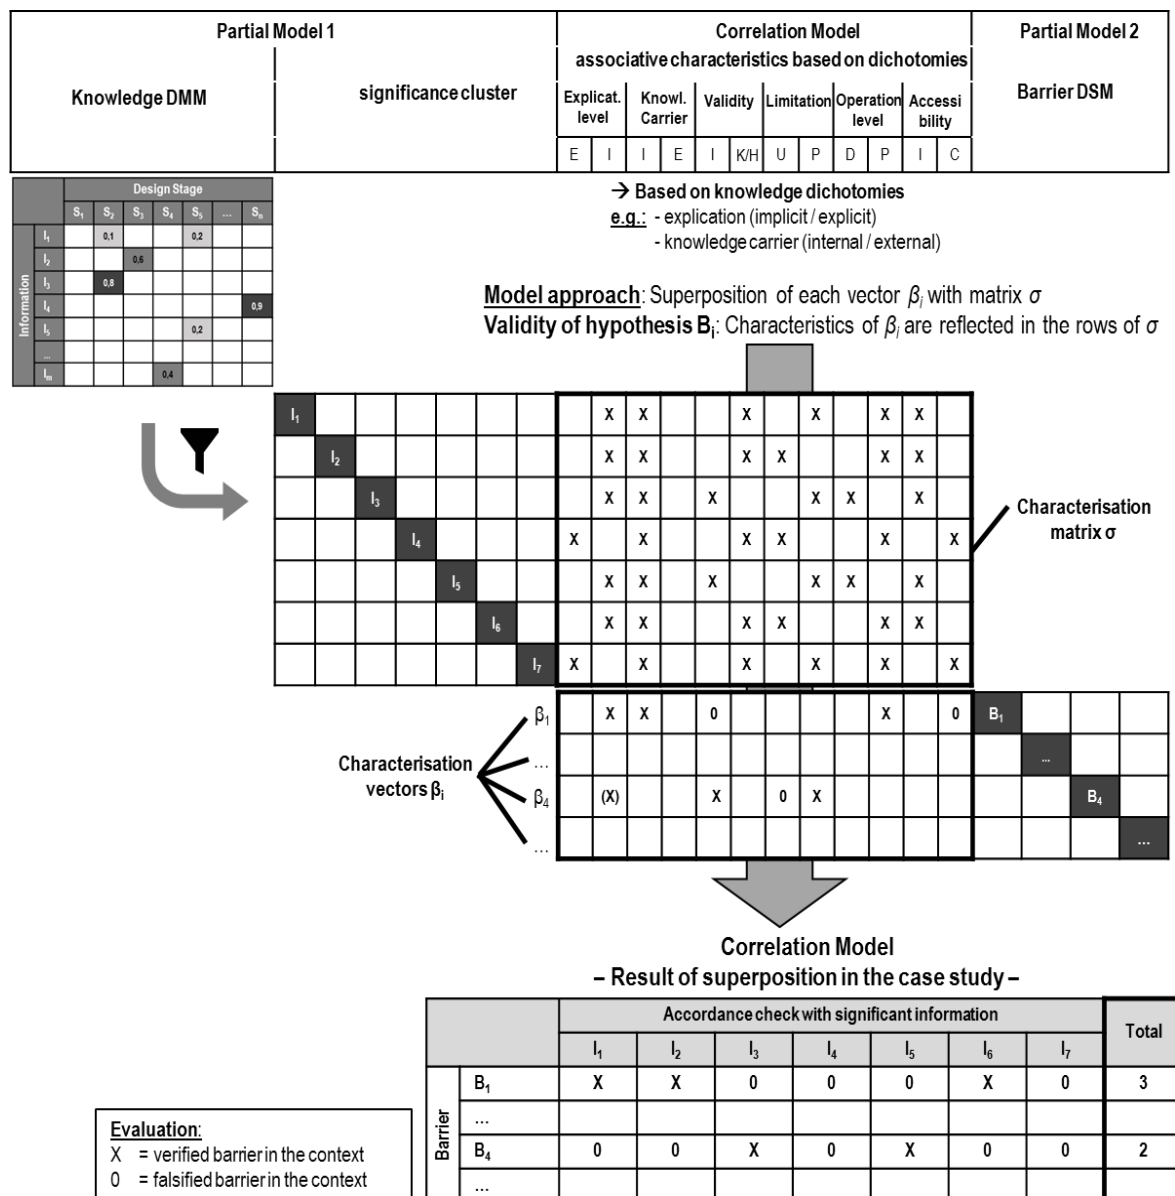 Partial Model 1
Correlation Model
Partial Model 2
associative characteristics based on dichotomies
Knowledge DMM
significance cluster
Barrier DSM
Explicat. level
Knowl. Carrier
Validity
Limitation
Operation level
Accessi bility
E I I E I K/H U P D P I C
Design Stage
S₁ S₂ S₃ S₄ S₅ ... Sₙ
Information
I₁ 0,1 0,2
I₂ 0,6
I₃ 0,8
I₄ 0,9
I₅ 0,2
...
Iₘ 0,4
→ Based on knowledge dichotomies
e.g.: - explication (implicit / explicit)
- knowledge carrier (internal / external)
Model approach: Superposition of each vector βᵢ with matrix σ
Validity of hypothesis Bᵢ: Characteristics of βᵢ are reflected in the rows of σ
I₁ X X X X X X
I₂ X X X X X X
I₃ X X X X X X
I₄ X X X X X X
I₅ X X X X X X
I₆ X X X X X X
I₇ X X X X X X
Characterisation
matrix σ
β₁ X X 0 X 0 B₁
... ...
β₄ (X) X 0 X B₄
... ...
Characterisation
vectors βᵢ
Correlation Model
– Result of superposition in the case study –
Accordance check with significant information
Total
I₁ I₂ I₃ I₄ I₅ I₆ I₇
Barrier
B₁ X X 0 0 0 X 0 3
...
B₄ 0 0 X 0 X 0 0 2
...
Evaluation:
X = verified barrier in the context
0 = falsified barrier in the context